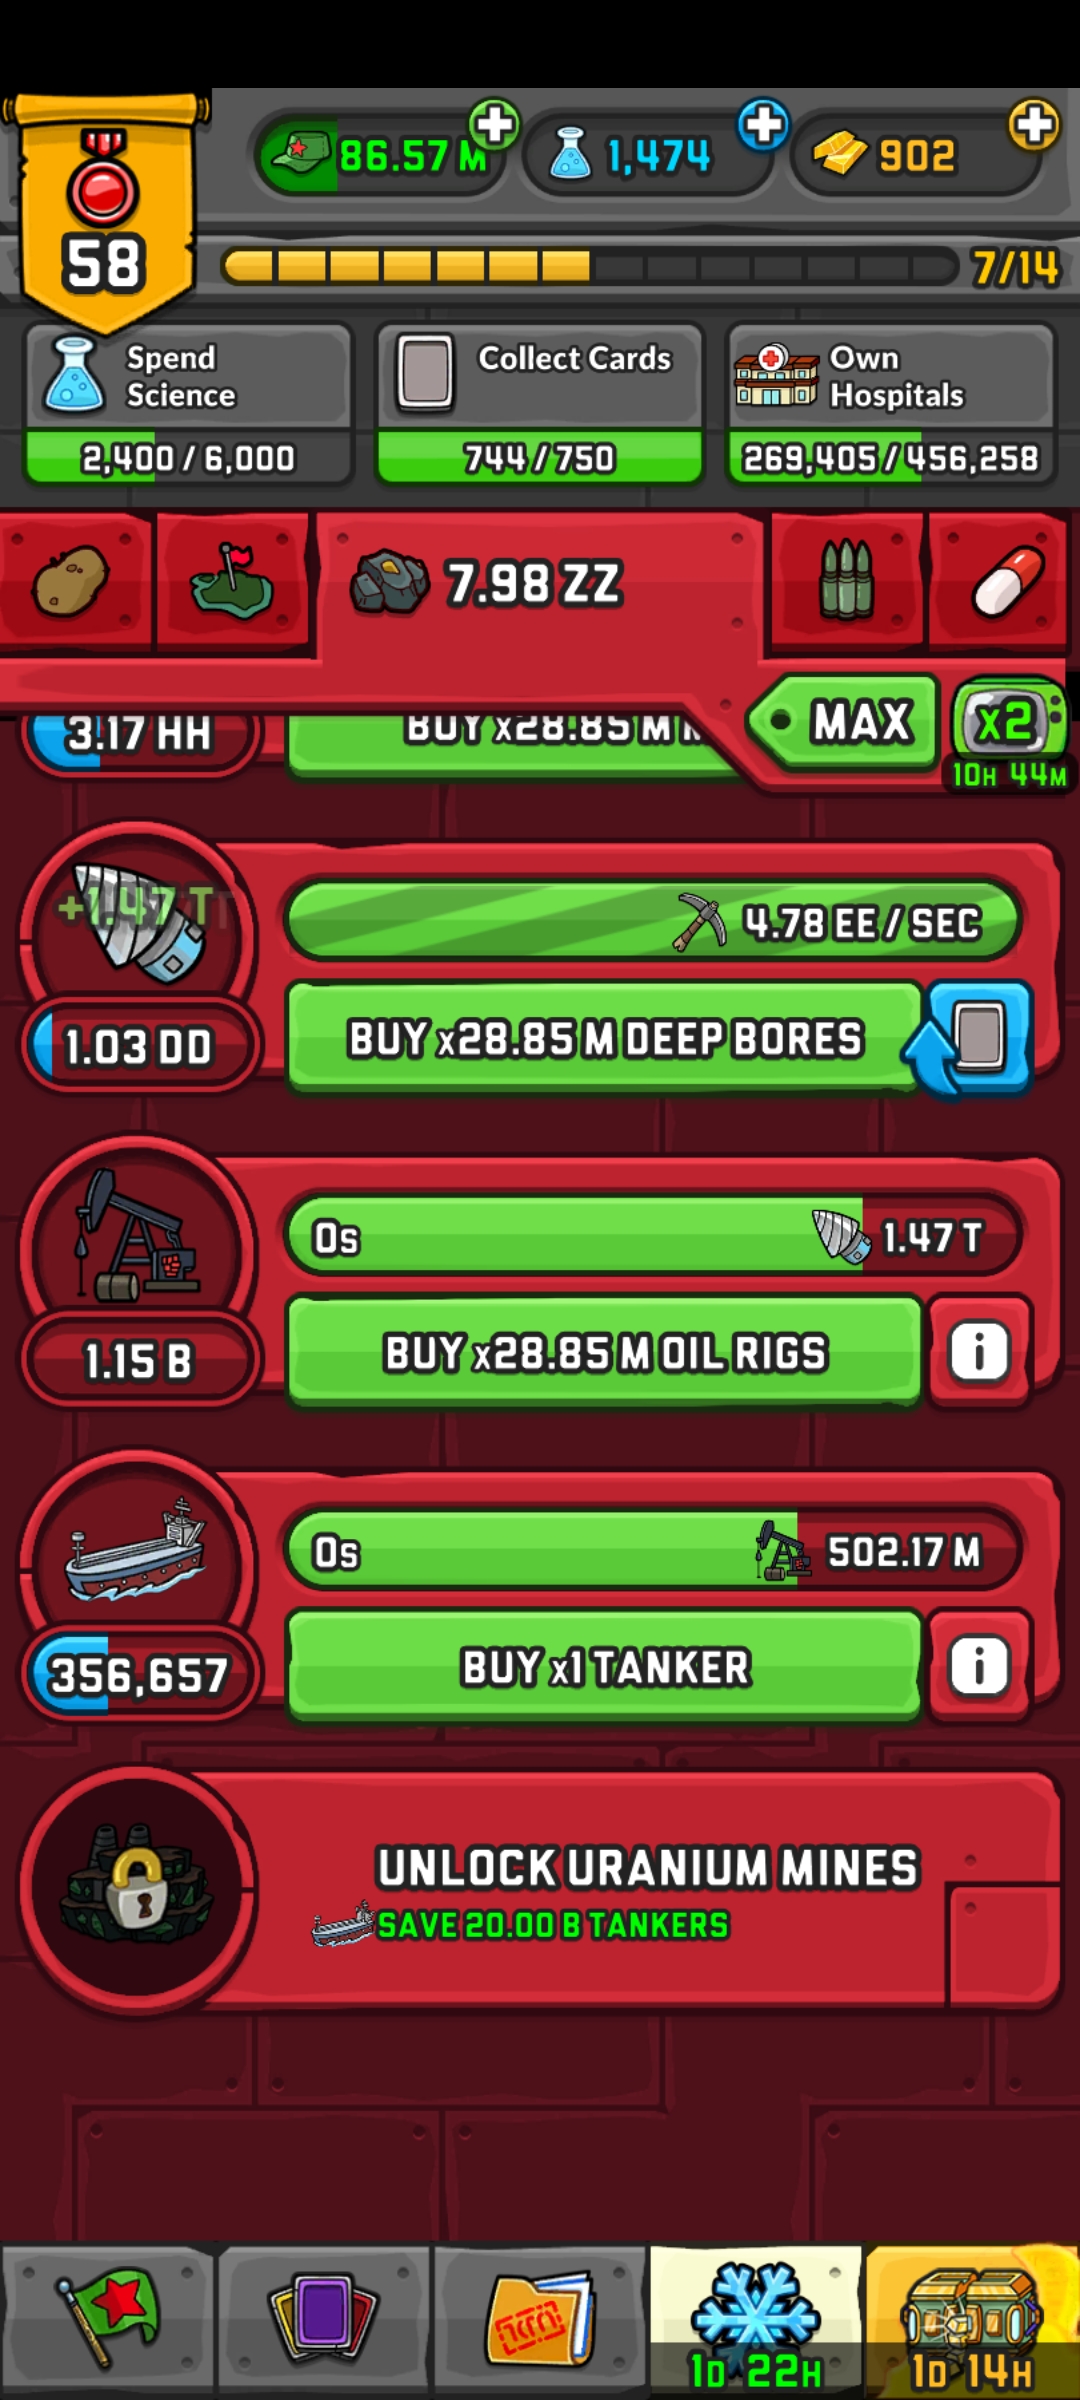 86.57 M
1,474
902
58
7/14
Spend
Science
2,400 / 6,000
Collect Cards
744 / 750
Own
Hospitals
269,405 / 456,258
7.98 ZZ
MAX
x2
10H 44M
3.17 HH
BUY x28.85 M
+1.47 T
4.78 EE / SEC
1.03 DD
BUY x28.85 M DEEP BORES
0s
1.47 T
1.15 B
BUY x28.85 M OIL RIGS
i
0s
502.17 M
356,657
BUY x1 TANKER
i
UNLOCK URANIUM MINES
SAVE 20.00 B TANKERS
1D 22H
1D 14H